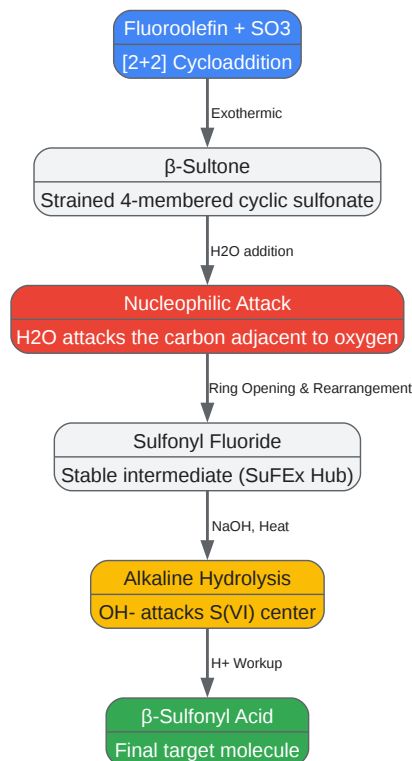 Fluoroolefin + SO3
[2+2] Cycloaddition
Exothermic
β-Sultone
Strained 4-membered cyclic sulfonate
H2O addition
Nucleophilic Attack
H2O attacks the carbon adjacent to oxygen
Ring Opening & Rearrangement
Sulfonyl Fluoride
Stable intermediate (SuFEx Hub)
NaOH, Heat
Alkaline Hydrolysis
OH- attacks S(VI) center
H+ Workup
β-Sulfonyl Acid
Final target molecule